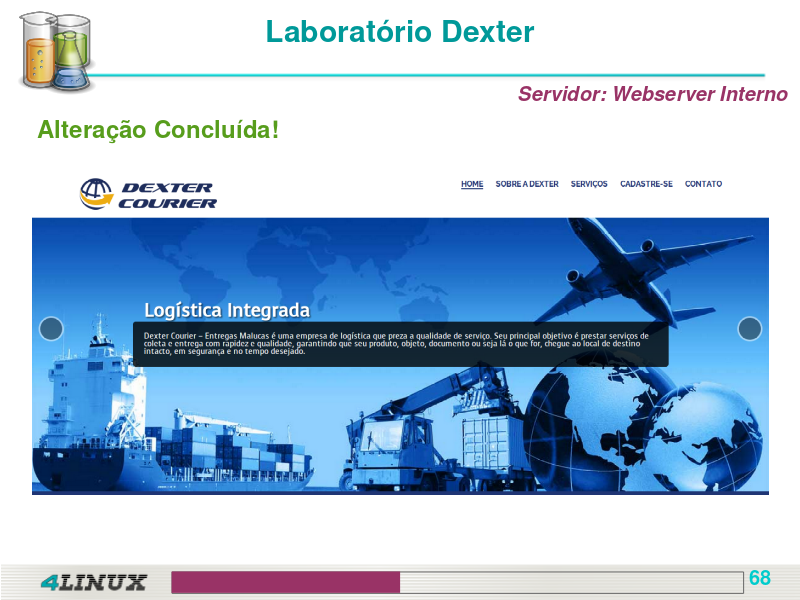 Laboratório Dexter
Servidor: Webserver Interno
Alteração Concluída!
DEXTER
COURIER
HOME SOBRE A DEXTER SERVIÇOS CADASTRE-SE CONTATO
Logística Integrada
Dexter Courier – Entregas Malucas é uma empresa de logística que preza a qualidade de serviço. Seu principal objetivo é prestar serviços de
coleta e entrega com rapidez e qualidade, garantindo que seu produto, objeto, documento ou seja lá o que for, chegue ao local de destino
intacto, em segurança e no tempo desejado.
4LINUX
68